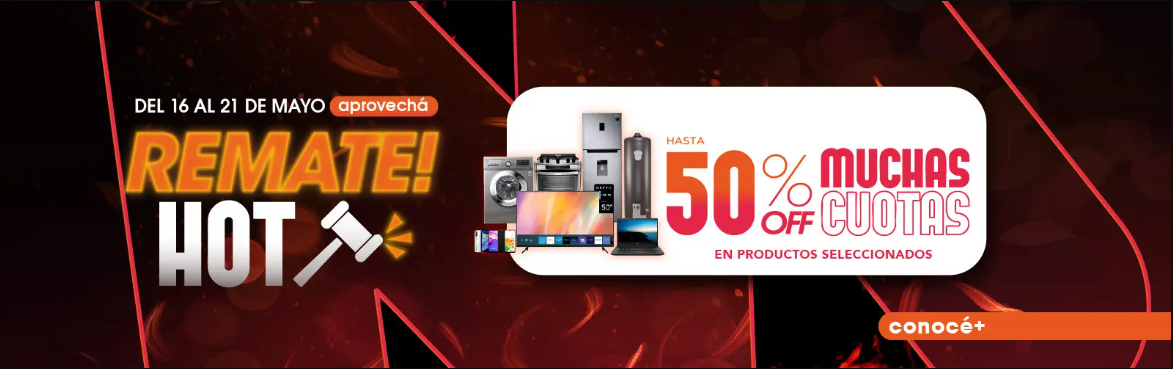 DEL 16 AL 21 DE MAYO aprovechá
REMATE!
HOT
HASTA
50% OFF
MUCHAS
CUOTAS
EN PRODUCTOS SELECCIONADOS
conocé+